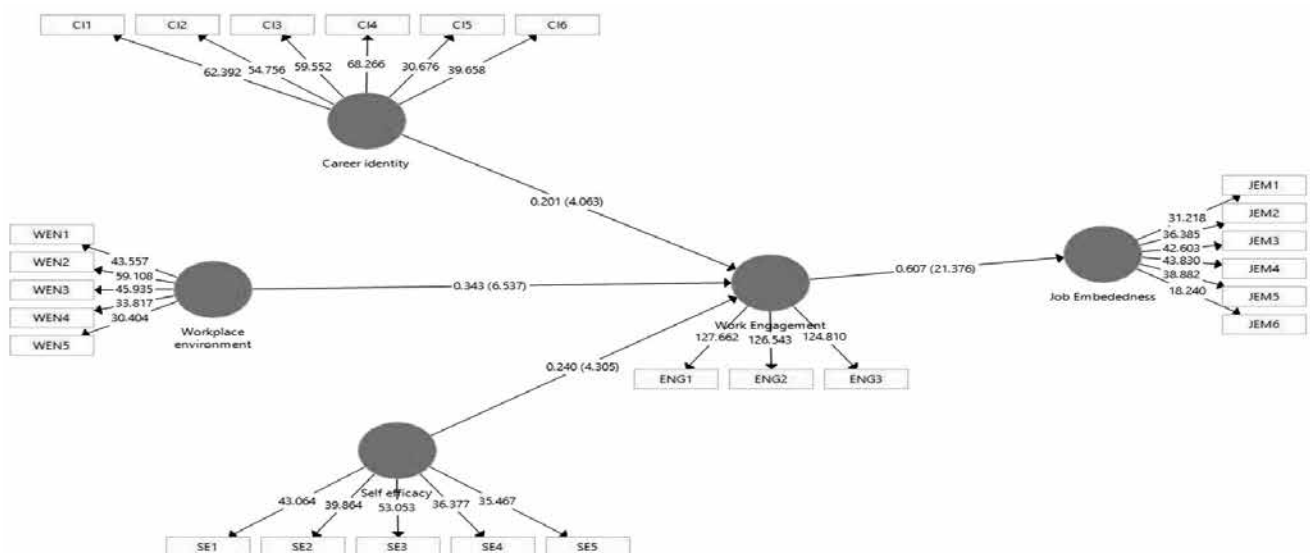 CI1 CI2 CI3 CI4 CI5 CI6
62.392 54.756 59.552 68.266 30.676 39.658
Career identity
0.201 (4.063)
WEN1
WEN2
WEN3
WEN4
WEN5
43.557
59.108
45.935
33.817
30.404
Workplace
environment
0.343 (6.537)
Work Engagement
127.662 126.543 124.810
ENG1 ENG2 ENG3
0.607 (21.376)
Job Embededness
31.218
36.385
42.603
43.830
38.882
18.240
JEM1
JEM2
JEM3
JEM4
JEM5
JEM6
0.240 (4.305)
Self efficacy
43.064 39.864 53.053 36.377 35.467
SE1 SE2 SE3 SE4 SE5